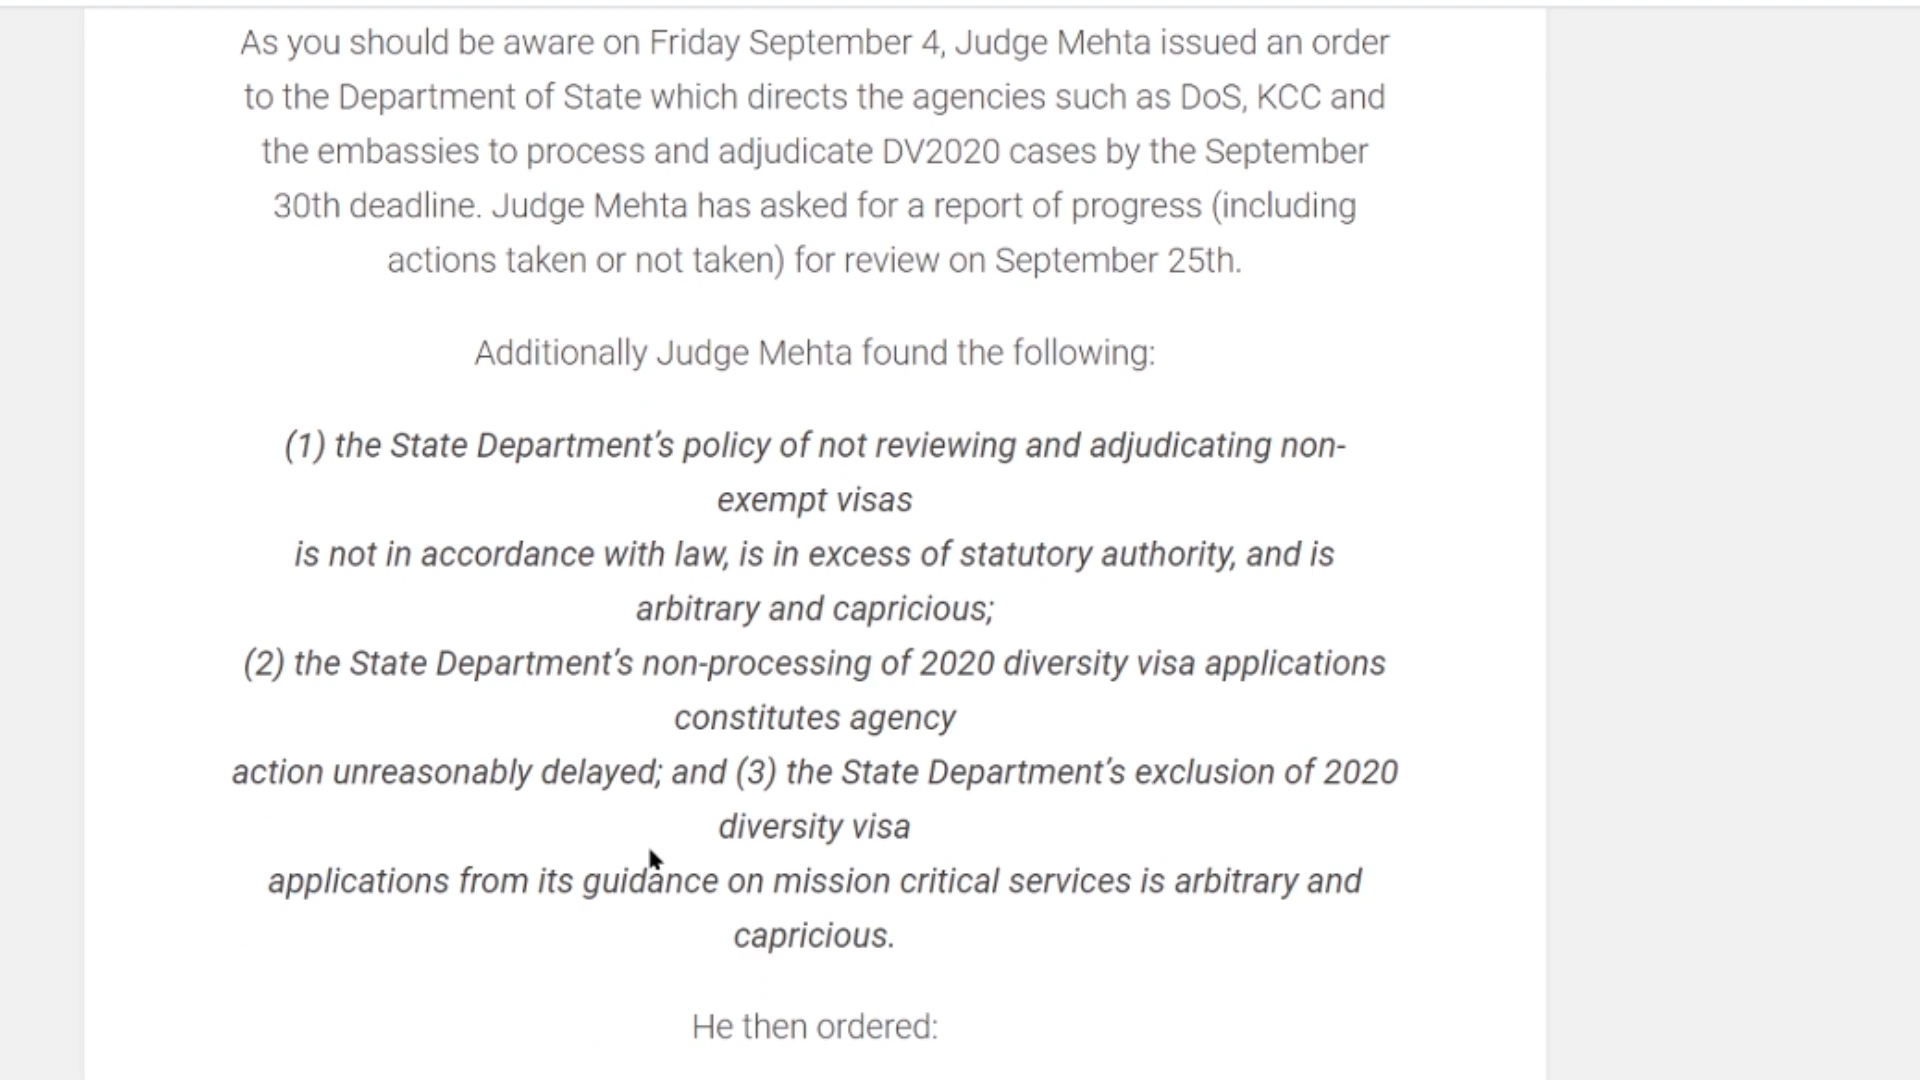 As you should be aware on Friday September 4, Judge Mehta issued an order
to the Department of State which directs the agencies such as DoS, KCC and
the embassies to process and adjudicate DV2020 cases by the September
30th deadline. Judge Mehta has asked for a report of progress (including
actions taken or not taken) for review on September 25th.
Additionally Judge Mehta found the following:
(1) the State Department’s policy of not reviewing and adjudicating non-
exempt visas
is not in accordance with law, is in excess of statutory authority, and is
arbitrary and capricious;
(2) the State Department’s non-processing of 2020 diversity visa applications
constitutes agency
action unreasonably delayed; and (3) the State Department’s exclusion of 2020
diversity visa
applications from its guidance on mission critical services is arbitrary and
capricious.
He then ordered: